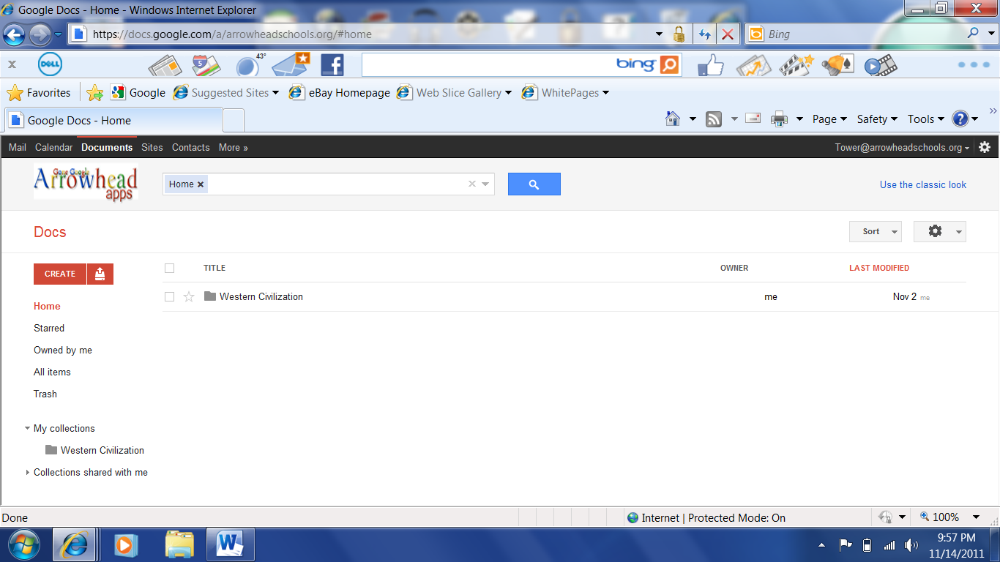 Google Docs - Home - Windows Internet Explorer
https://docs.google.com/a/arrowheadschools.org/#home
Bing
x DELL 5 43° bing
Favorites Google Suggested Sites eBay Homepage Web Slice Gallery WhitePages
Google Docs - Home
Page Safety Tools »
Mail Calendar Documents Sites Contacts More » Tower@arrowheadschools.org
Gone Google
Arrowhead
apps
Home × Use the classic look
Docs Sort
CREATE TITLE OWNER LAST MODIFIED
Western Civilization me Nov 2 me
Home
Starred
Owned by me
All items
Trash
My collections
Western Civilization
Collections shared with me
Done Internet | Protected Mode: On 100%
W 9:57 PM
11/14/2011